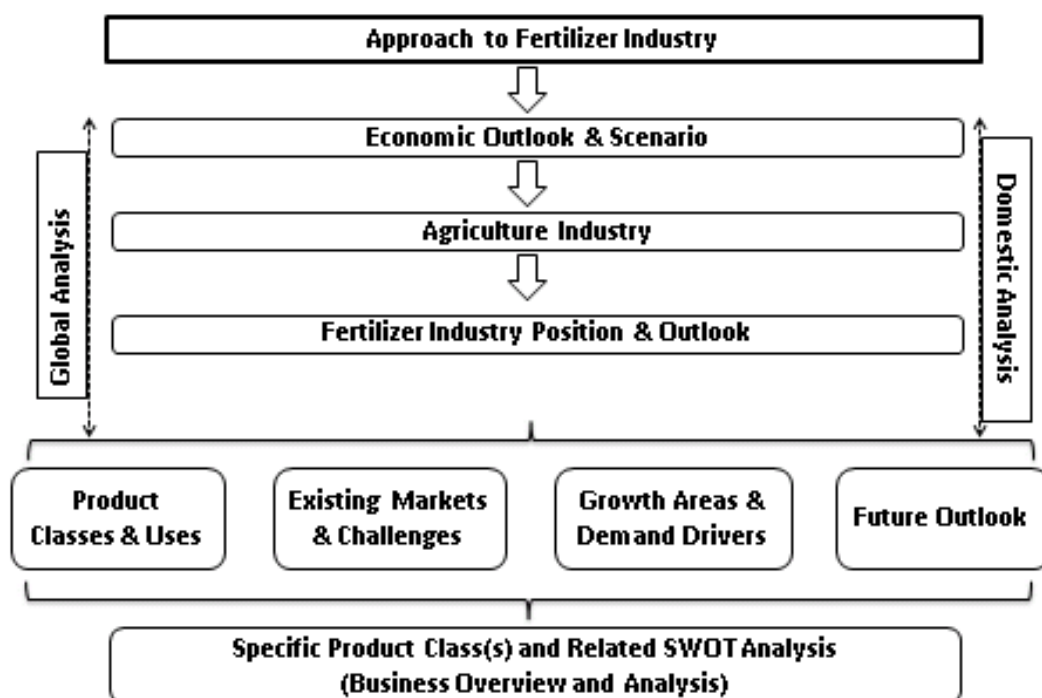 Approach to Fertilizer Industry
Economic Outlook & Scenario
Agriculture Industry
Fertilizer Industry Position & Outlook
Global Analysis
Domestic Analysis
Product
Classes & Uses
Existing Markets
& Challenges
Growth Areas &
Demand Drivers
Future Outlook
Specific Product Class(s) and Related SWOT Analysis
(Business Overview and Analysis)